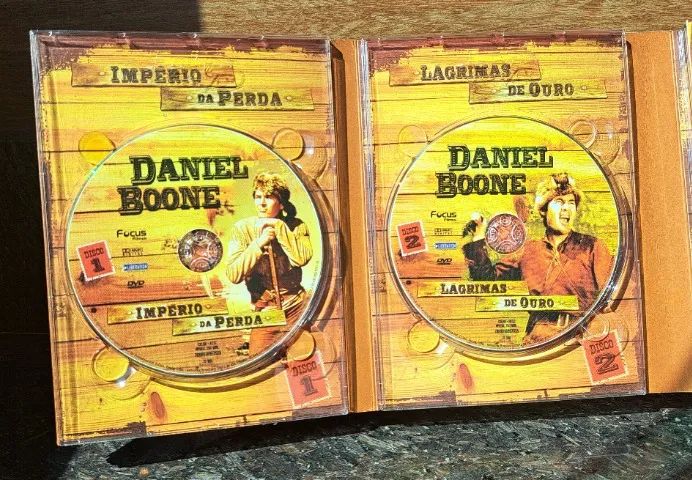 IMPÉRIO
DA PERDA
DANIEL
BOONE
Focus
DISCO
1
DVD
IMPÉRIO
DA PERDA
DISCO
1
LAGRIMAS
DE OURO
DANIEL
BOONE
Focus
DISCO
2
DVD
LAGRIMAS
DE OURO
DISCO
2